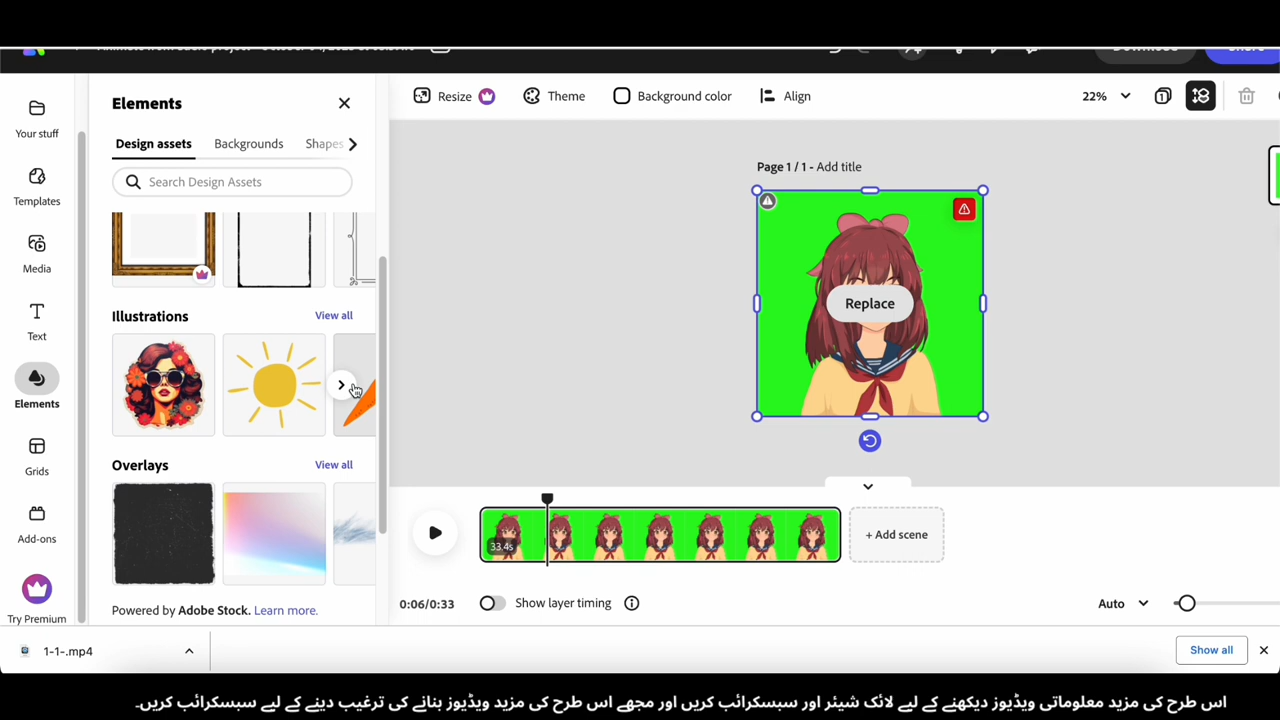 Elements
Resize
Theme
Background color
Align
22%
Your stuff
Design assets
Backgrounds
Shapes
Search Design Assets
Templates
Page 1 / 1 - Add title
Media
Illustrations
View all
Replace
Text
Elements
Overlays
View all
Grids
33.4s
+ Add scene
Add-ons
Powered by Adobe Stock. Learn more.
0:06/0:33
Show layer timing
Auto
Try Premium
1-1-.mp4
Show all
اس طرح کی مزید معلوماتی ویڈیوز دیکھنے کے لیے لائک شیئر اور سبسکرائب کریں اور مجھے اس طرح کی مزید ویڈیوز بنانے کی ترغیب دینے کے لیے سبسکرائب کریں۔